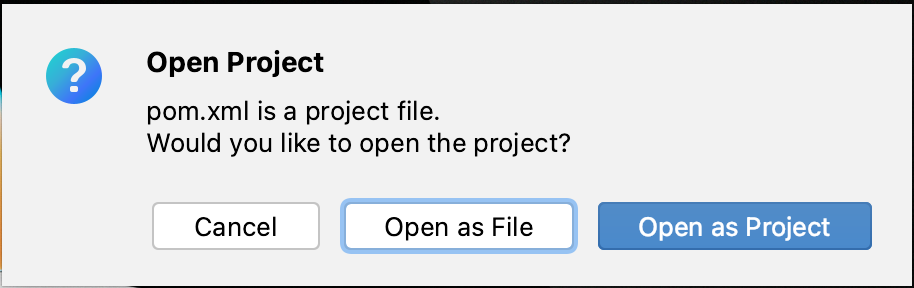 Open Project
pom.xml is a project file.
Would you like to open the project?
Cancel
Open as File
Open as Project